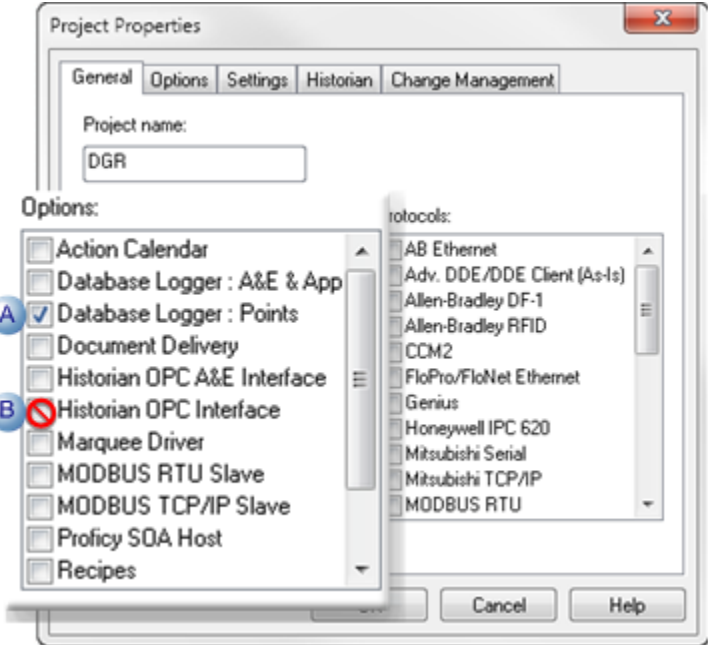 Project Properties
General Options Settings Historian Change Management
Project name:
DGR
Options:
Action Calendar
Database Logger : A&E & App
A
Database Logger : Points
Document Delivery
Historian OPC A&E Interface
B
Historian OPC Interface
Marquee Driver
MODBUS RTU Slave
MODBUS TCP/IP Slave
Proficy SOA Host
Recipes
rotocols:
AB Ethernet
Adv. DDE/DDE Client (As-Is)
Allen-Bradley DF-1
Allen-Bradley RFID
CCM2
FloPro/FloNet Ethernet
Genius
Honeywell IPC 620
Mitsubishi Serial
Mitsubishi TCP/IP
MODBUS RTU
Cancel
Help